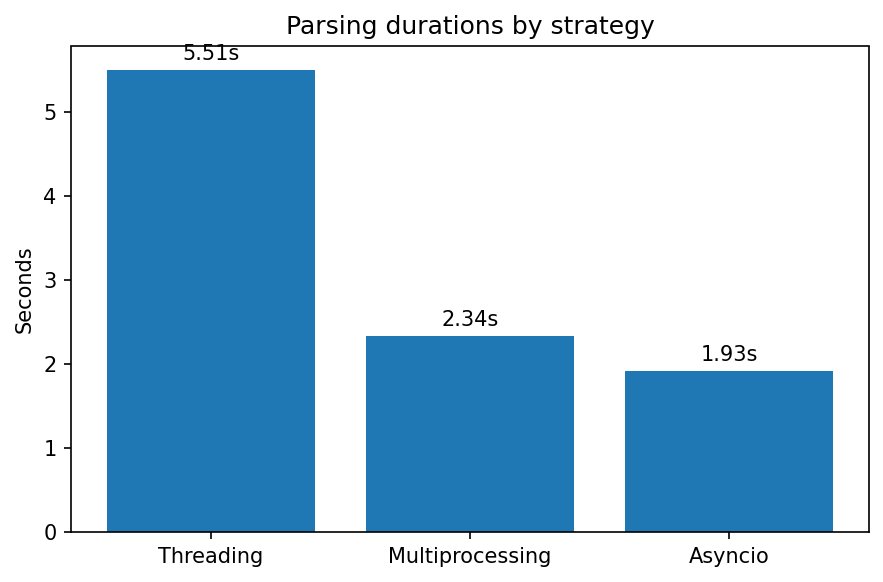 Parsing durations by strategy
5.51s
2.34s
1.93s
Seconds
5
4
3
2
1
0
Threading
Multiprocessing
Asyncio